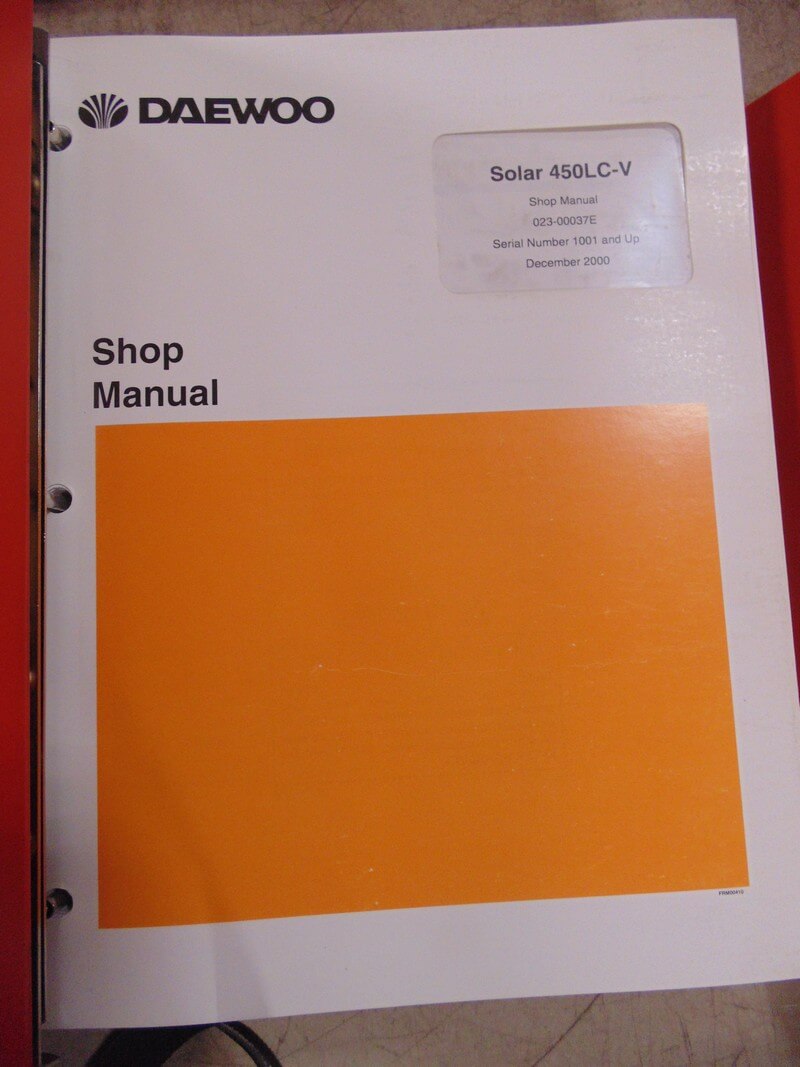 DAEWOO
Solar 450LC-V
Shop Manual
023-00037E
Serial Number 1001 and Up
December 2000
Shop
Manual